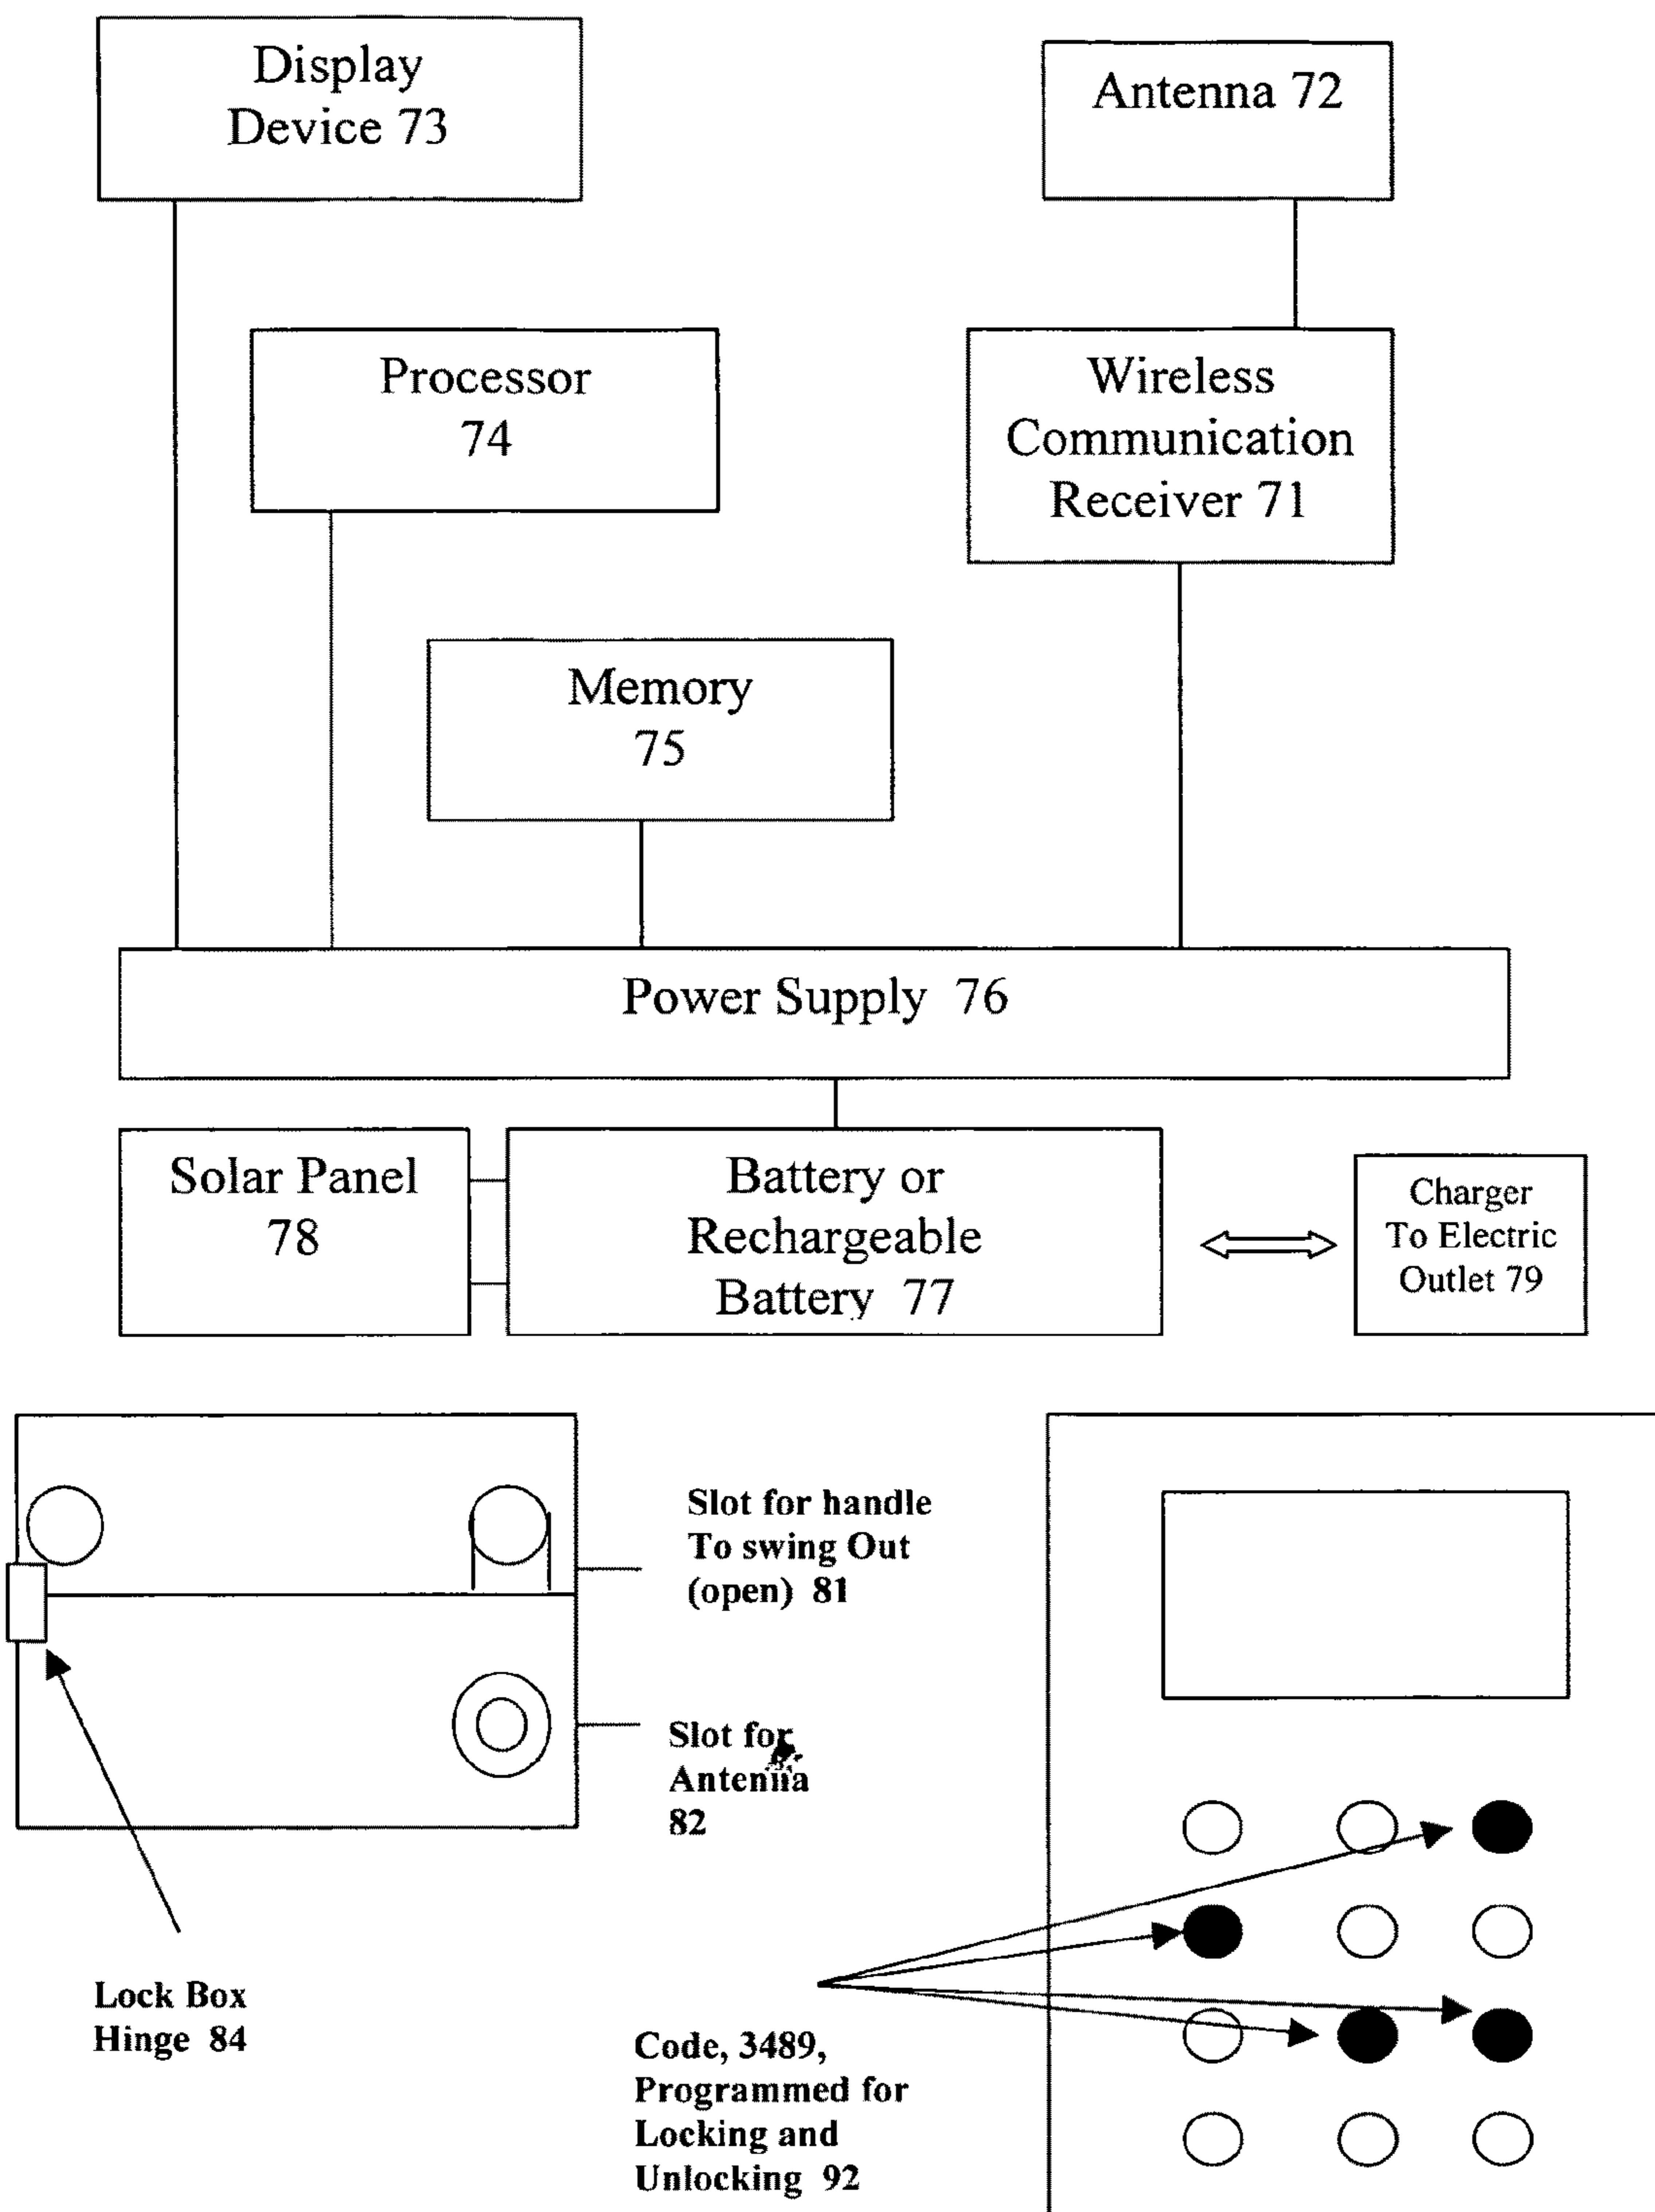 Display
Device 73
Antenna 72
Processor
74
Wireless
Communication
Receiver 71
Memory
75
Power Supply 76
Solar Panel
78
Battery or
Rechargeable
Battery 77
Charger
To Electric
Outlet 79
Slot for handle
To swing Out
(open) 81
Slot for
Antenna
82
Lock Box
Hinge 84
Code, 3489,
Programmed for
Locking and
Unlocking 92